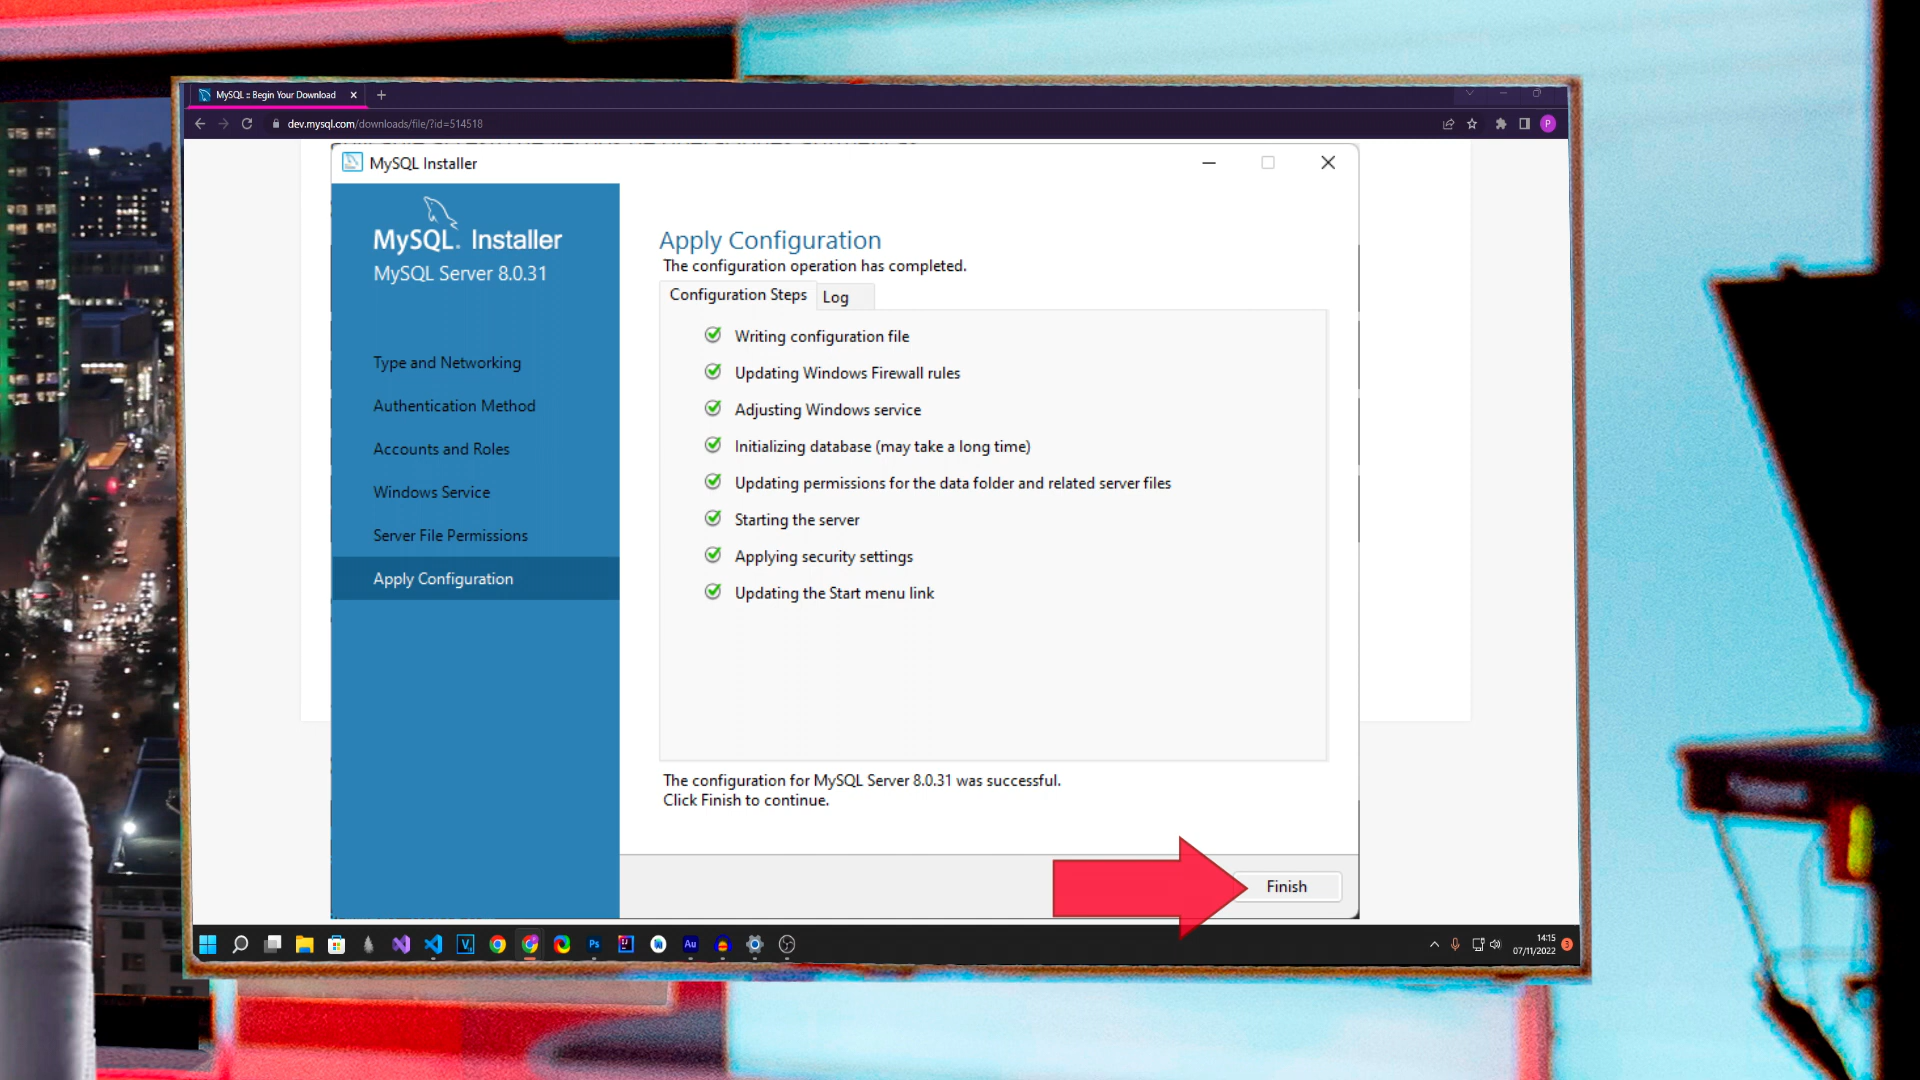 MySQL :: Begin Your Download
dev.mysql.com/downloads/file/?id=514518
P
MySQL Installer
MySQL. Installer
MySQL Server 8.0.31
Type and Networking
Authentication Method
Accounts and Roles
Windows Service
Server File Permissions
Apply Configuration
Apply Configuration
The configuration operation has completed.
Configuration Steps
Log
Writing configuration file
Updating Windows Firewall rules
Adjusting Windows service
Initializing database (may take a long time)
Updating permissions for the data folder and related server files
Starting the server
Applying security settings
Updating the Start menu link
The configuration for MySQL Server 8.0.31 was successful.
Click Finish to continue.
Finish
Ps
Au
14:15
07/11/2022
3